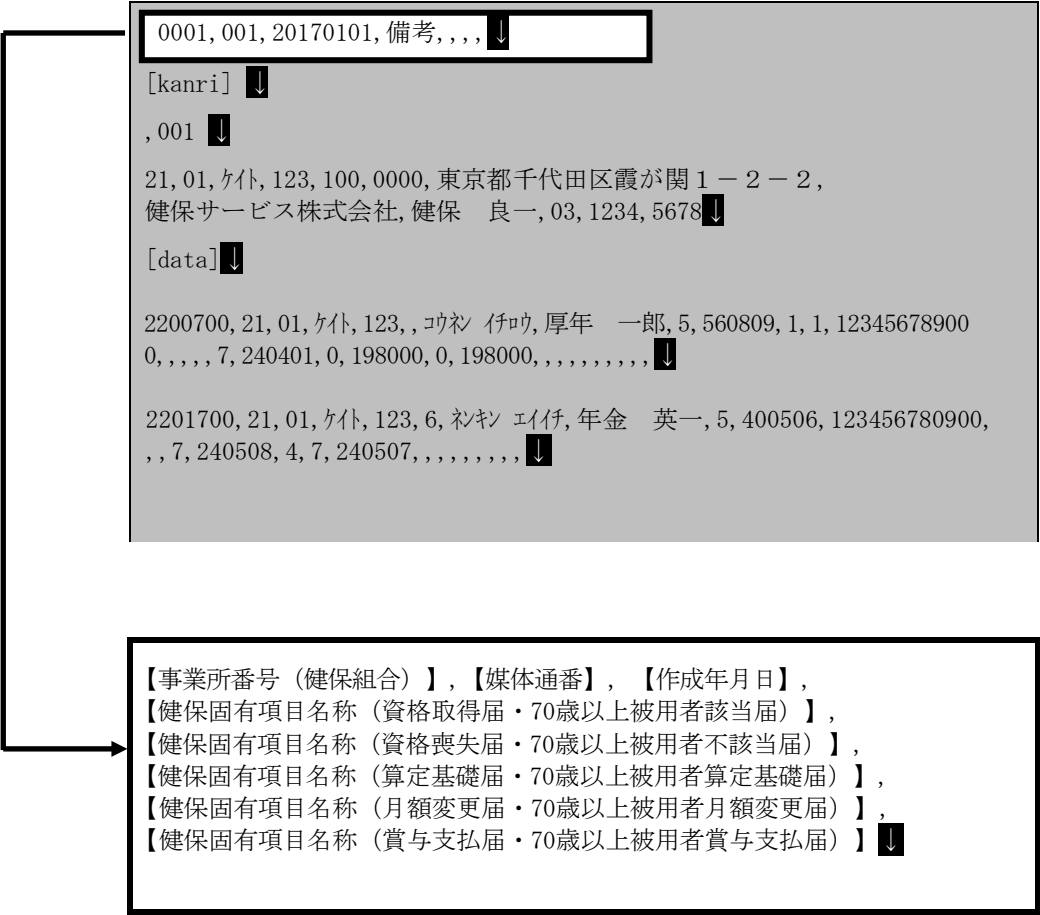 0001,001,20170101,備考,,,,↓
[kanri] ↓
,001 ↓
21,01,ｹｲﾄ,123,100,0000,東京都千代田区霞が関１－２－２,
健保サービス株式会社,健保　良一,03,1234,5678↓
[data]↓
2200700,21,01,ｹｲﾄ,123,,ｺｳﾈﾝ ｲﾁﾛｳ,厚年　一郎,5,560809,1,1,12345678900
0,,,,,7,240401,0,198000,0,198000,,,,,,,,,,↓
2201700,21,01,ｹｲﾄ,123,6,ﾈﾝｷﾝ ｴｲｲﾁ,年金　英一,5,400506,123456780900,
,,7,240508,4,7,240507,,,,,,,,,↓
【事業所番号（健保組合）】,【媒体通番】, 【作成年月日】,
【健保固有項目名称（資格取得届・70歳以上被用者該当届）】,
【健保固有項目名称（資格喪失届・70歳以上被用者不該当届）】,
【健保固有項目名称（算定基礎届・70歳以上被用者算定基礎届）】,
【健保固有項目名称（月額変更届・70歳以上被用者月額変更届）】,
【健保固有項目名称（賞与支払届・70歳以上被用者賞与支払届）】↓